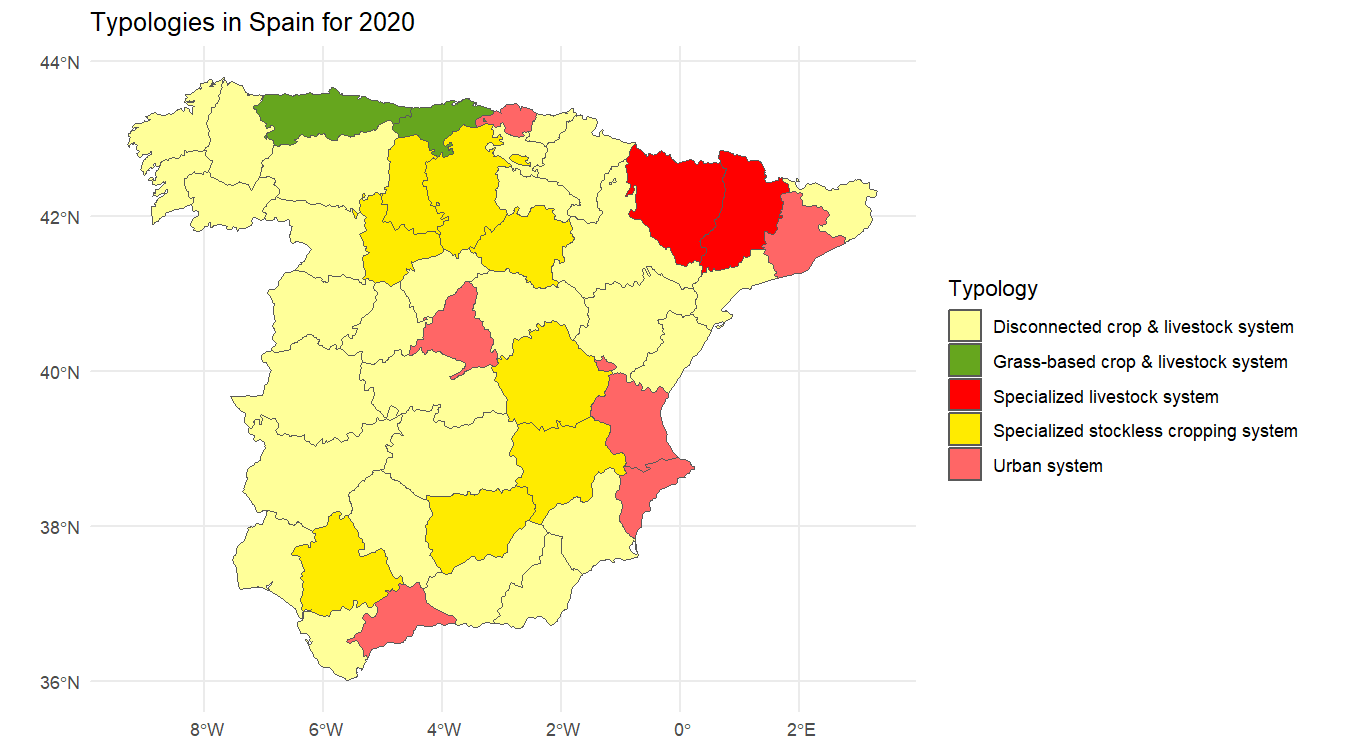 Typologies in Spain for 2020
44°N
42°N
40°N
38°N
36°N
8°W
6°W
4°W
2°W
0°
2°E
Typology
Disconnected crop & livestock system
Grass-based crop & livestock system
Specialized livestock system
Specialized stockless cropping system
Urban system